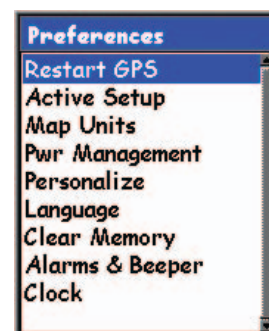 Preferences
Restart GPS
Active Setup
Map Units
Pwr Management
Personalize
Language
Clear Memory
Alarms & Beeper
Clock